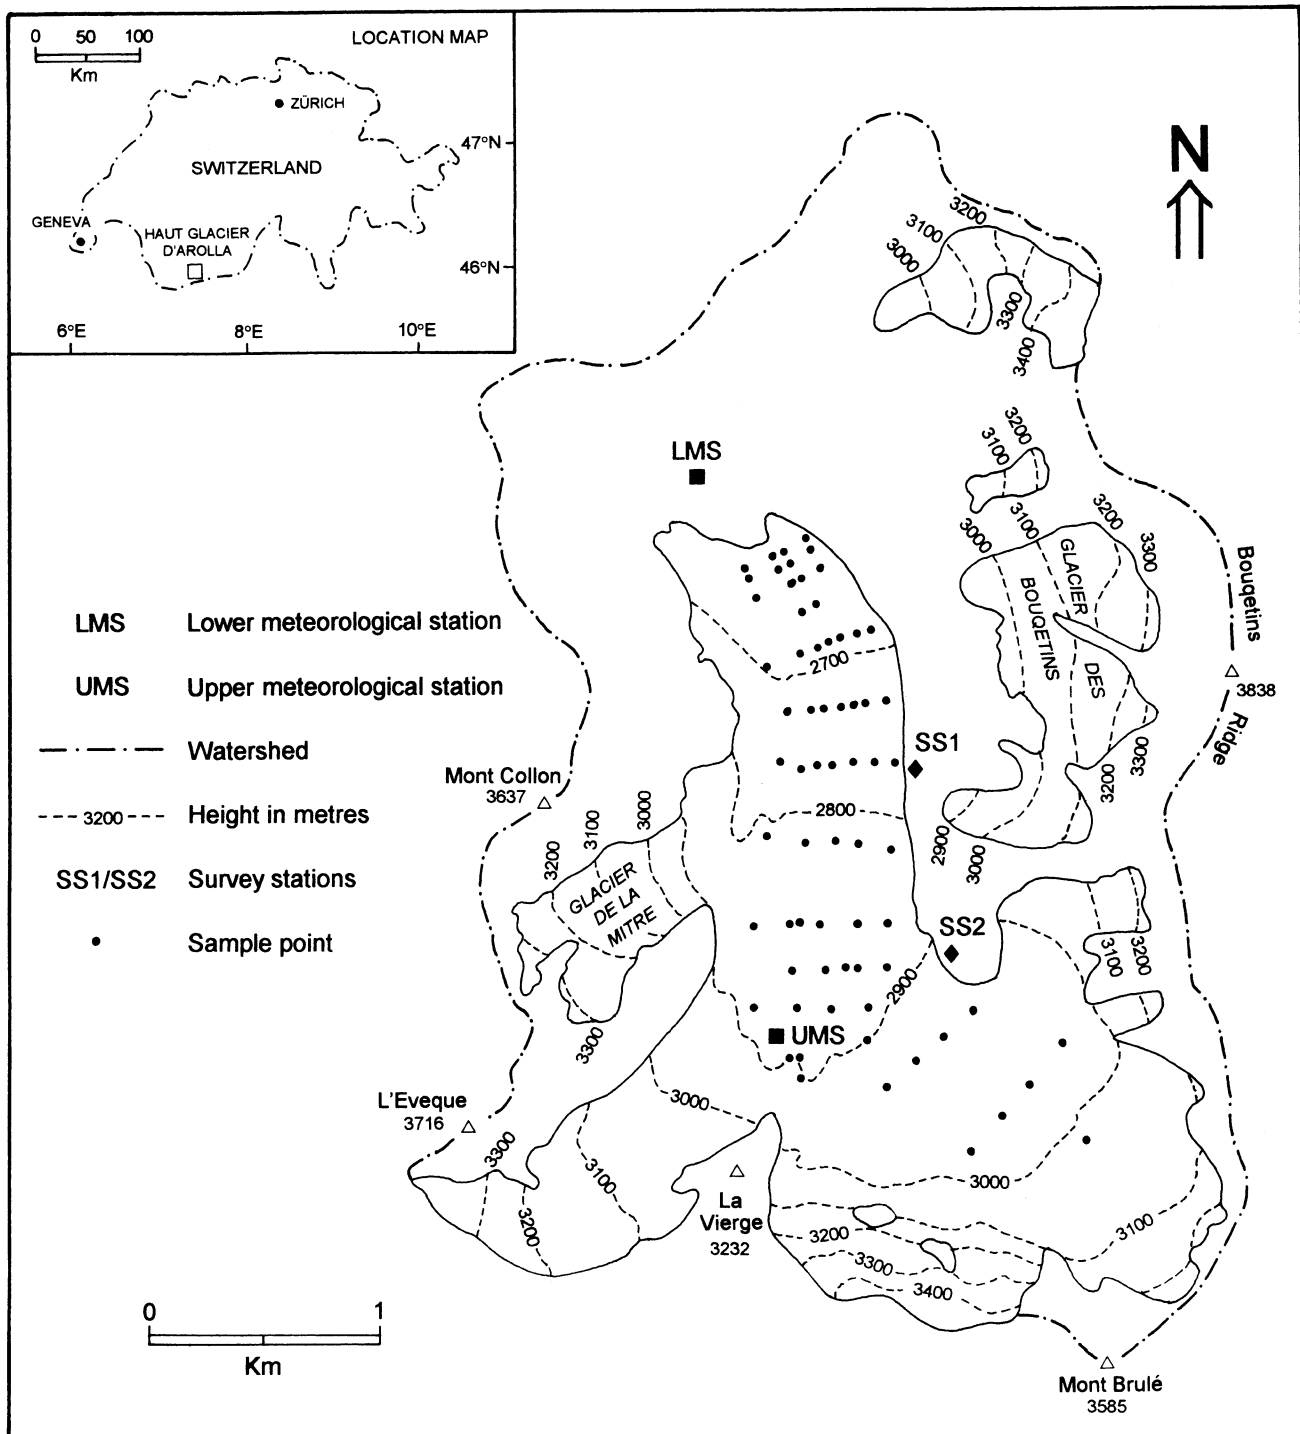 0 50 100
Km
LOCATION MAP
ZÜRICH
47°N
SWITZERLAND
GENEVA
HAUT GLACIER
D'AROLLA
46°N
6°E 8°E 10°E
N
3200
3100
3000
3300
3400
LMS
3200
3100
3000
3100
3200
3300
GLACIER
BOUQETINS
DES
Bouqetins
Ridge
3838
2700
LMS Lower meteorological station
UMS Upper meteorological station
Watershed
3200 Height in metres
SS1/SS2 Survey stations
Sample point
SS1
3300
3200
2900
3000
Mont Collon
3637
2800
3000
3100
3200
GLACIER
DE LA
MITRE
3300
SS2
2900
3100
3200
UMS
L'Eveque
3716
3300
3200
3100
3000
3000
La
Vierge
3232
3100
3200
3300
3400
0 1
Km
Mont Brulé
3585